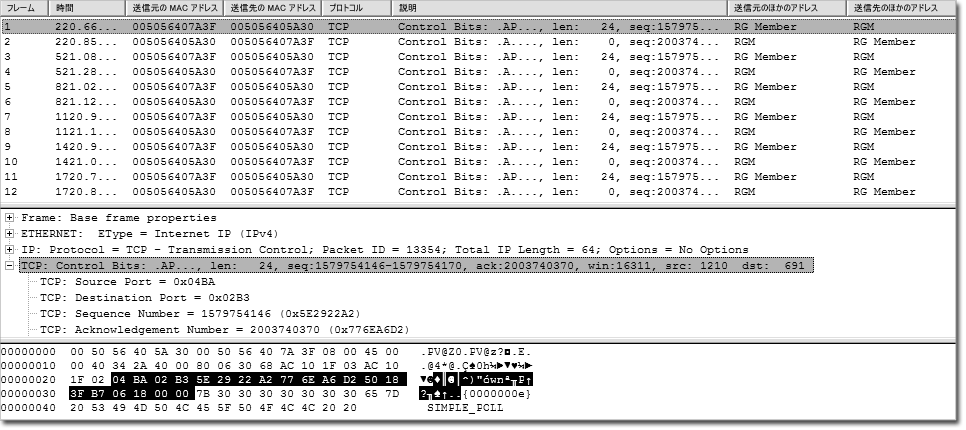 フレーム 時間 送信元の MAC アドレス 送信先の MAC アドレス プロトコル 説明 送信元のほかのアドレス 送信先のほかのアドレス
1 220.66... 005056407A3F 005056405A30 TCP Control Bits: .AP..., len: 24, seq:157975... RG Member RGM
2 220.85... 005056405A30 005056407A3F TCP Control Bits: .A...., len: 0, seq:200374... RGM RG Member
3 521.08... 005056407A3F 005056405A30 TCP Control Bits: .AP..., len: 24, seq:157975... RG Member RGM
4 521.28... 005056405A30 005056407A3F TCP Control Bits: .A...., len: 0, seq:200374... RGM RG Member
5 821.02... 005056407A3F 005056405A30 TCP Control Bits: .AP..., len: 24, seq:157975... RG Member RGM
6 821.12... 005056405A30 005056407A3F TCP Control Bits: .A...., len: 0, seq:200374... RGM RG Member
7 1120.9... 005056407A3F 005056405A30 TCP Control Bits: .AP..., len: 24, seq:157975... RG Member RGM
8 1121.1... 005056405A30 005056407A3F TCP Control Bits: .A...., len: 0, seq:200374... RGM RG Member
9 1420.9... 005056407A3F 005056405A30 TCP Control Bits: .AP..., len: 24, seq:157975... RG Member RGM
10 1421.0... 005056405A30 005056407A3F TCP Control Bits: .A...., len: 0, seq:200374... RGM RG Member
11 1720.7... 005056407A3F 005056405A30 TCP Control Bits: .AP..., len: 24, seq:157975... RG Member RGM
12 1720.8... 005056405A30 005056407A3F TCP Control Bits: .A...., len: 0, seq:200374... RGM RG Member
Frame: Base frame properties
ETHERNET: EType = Internet IP (IPv4)
IP: Protocol = TCP - Transmission Control; Packet ID = 13354; Total IP Length = 64; Options = No Options
TCP: Control Bits: .AP..., len: 24, seq:1579754146-1579754170, ack:2003740370, win:16311, src: 1210 dst: 691
TCP: Source Port = 0x04BA
TCP: Destination Port = 0x02B3
TCP: Sequence Number = 1579754146 (0x5E2922A2)
TCP: Acknowledgement Number = 2003740370 (0x776EA6D2)
00000000 00 50 56 40 5A 30 00 50 56 40 7A 3F 08 00 45 00 .PV@Z0.PV@z?◘.E.
00000010 00 40 34 2A 40 00 80 06 30 68 AC 10 1F 03 AC 10 .@4*@.Ç♠0h¼►▼♥¼►
00000020 1F 02 04 BA 02 B3 5E 29 22 A2 77 6E A6 D2 50 18 ▼☻♦║☻│^)"ównª╥P↑
00000030 3F B7 06 18 00 00 7B 30 30 30 30 30 30 30 65 7D ?╖♠↑..{0000000e}
00000040 20 53 49 4D 50 4C 45 5F 50 4F 4C 4C 20 20 SIMPLE_POLL